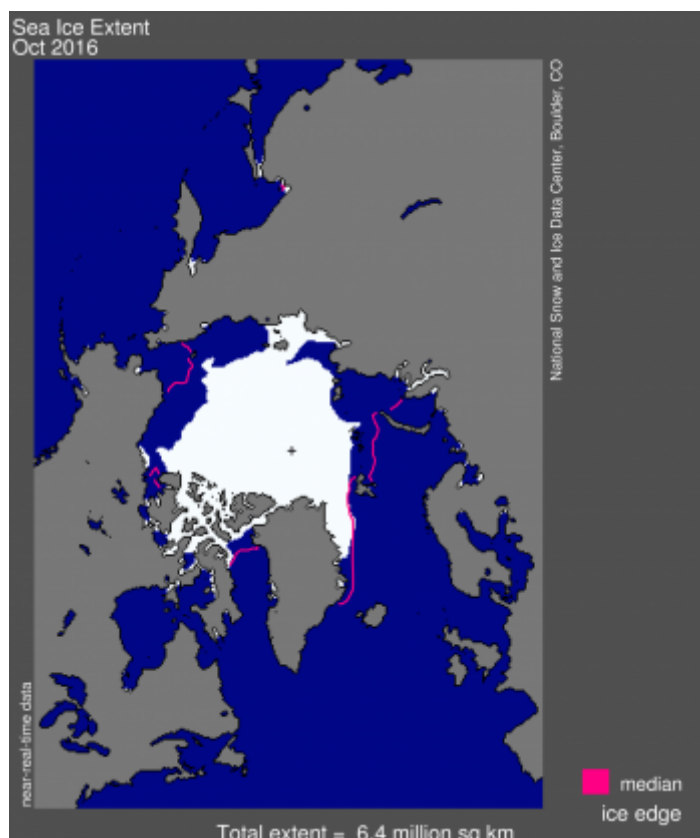 Sea Ice Extent
Oct 2016
National Snow and Ice Data Center, Boulder, CO
near-real-time data
median
ice edge
Total extent = 6.4 million sq km